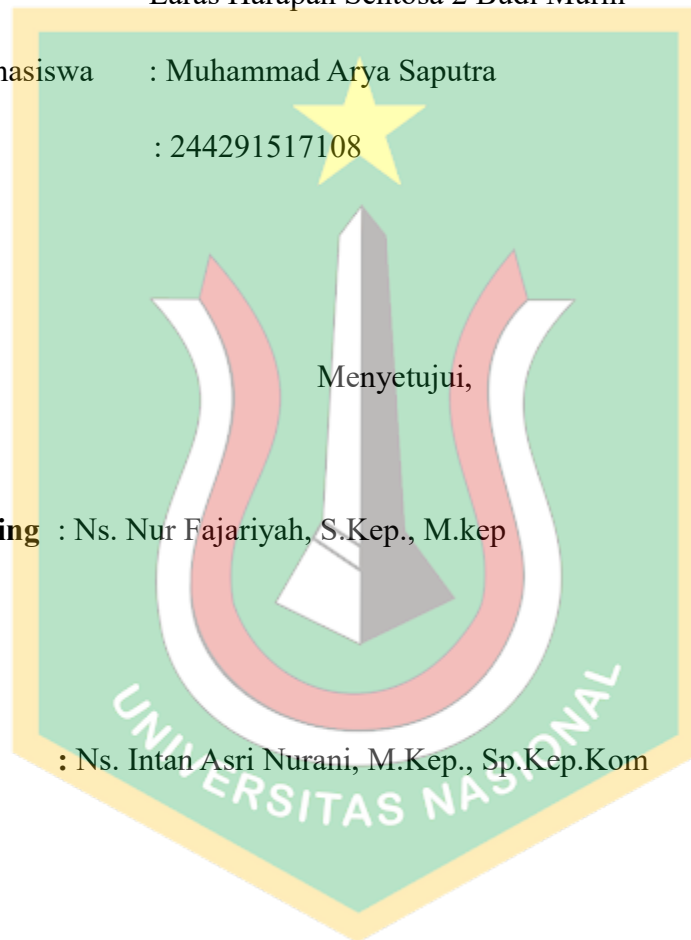 Laras Harapan Sentosa 2 Budi Murni
hasiswa : Muhammad Arya Saputra
: 244291517108
Menyetujui,
ing : Ns. Nur Fajariyah, S.Kep., M.kep
: Ns. Intan Asri Nurani, M.Kep., Sp.Kep.Kom
UNIVERSITAS NASIONAL